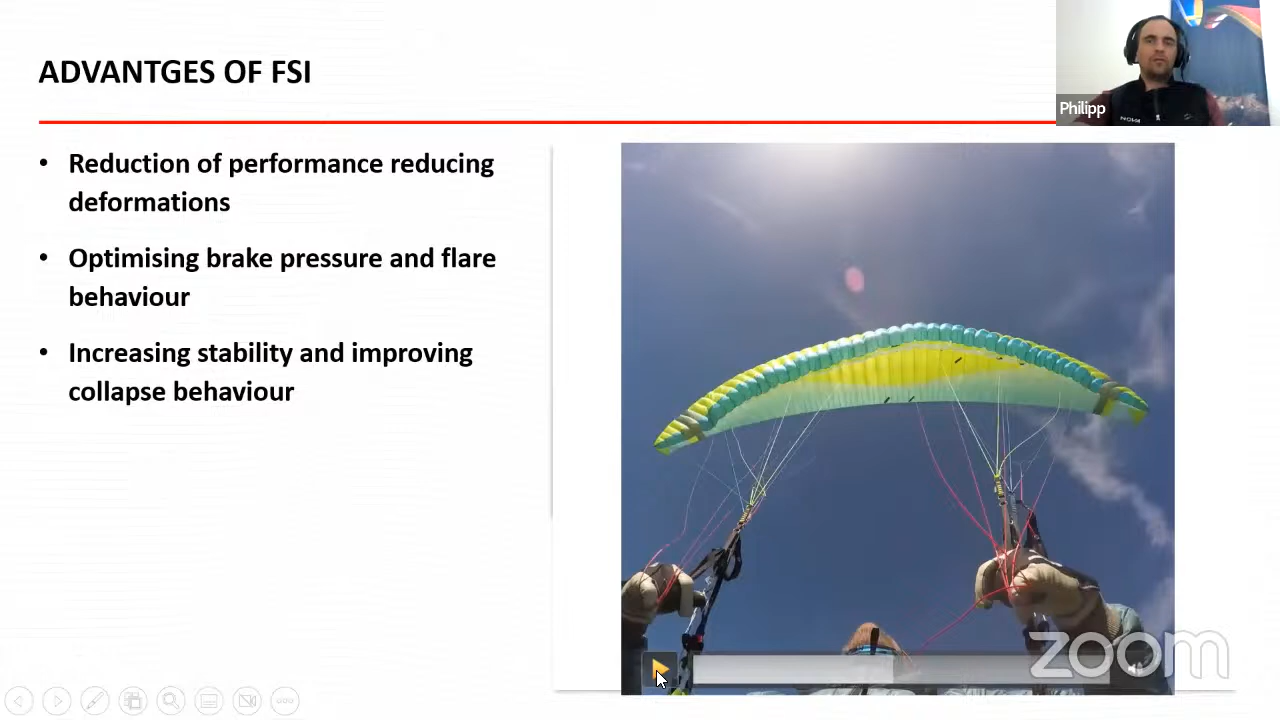 ADVANTGES OF FSI
Philipp
• Reduction of performance reducing
deformations
• Optimising brake pressure and flare
behaviour
• Increasing stability and improving
collapse behaviour
zoom